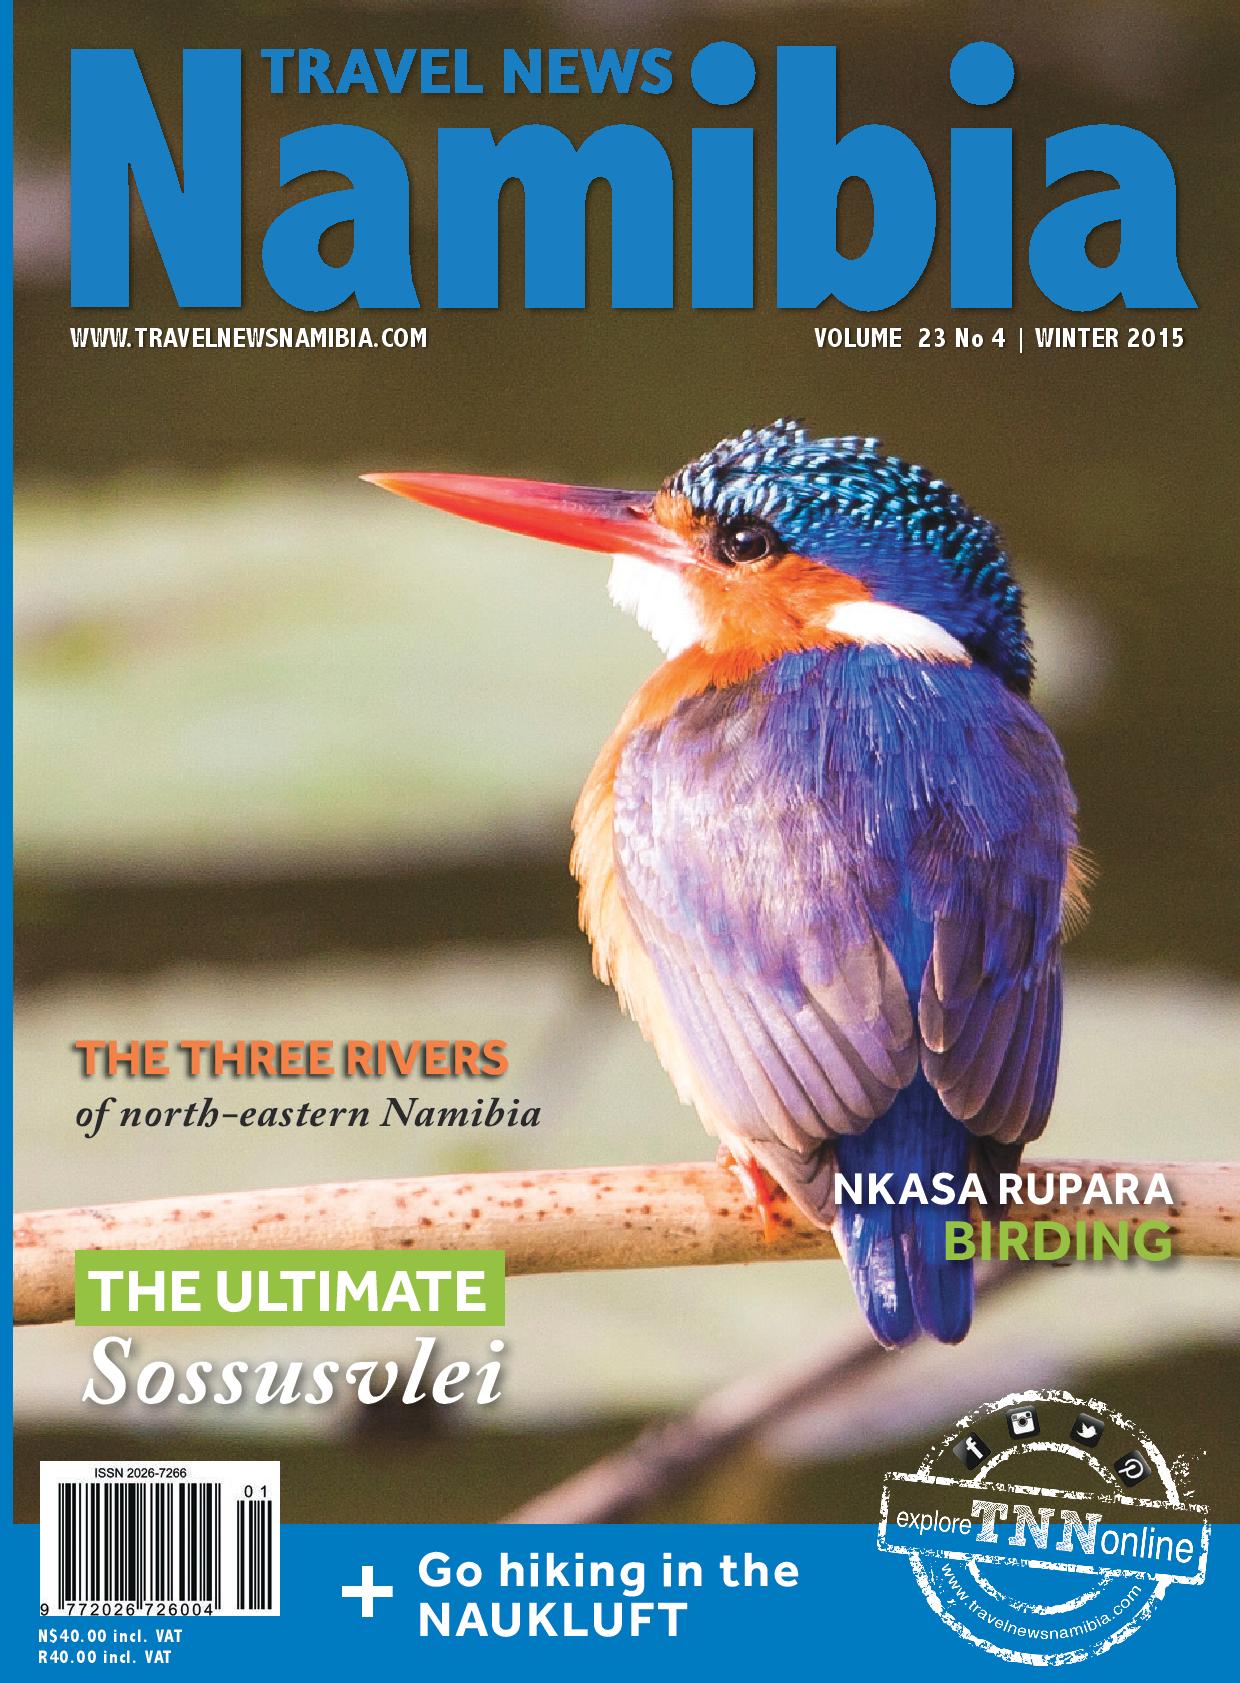 TRAVEL NEWS
Namibia
WWW.TRAVELNEWSNAMIBIA.COM
VOLUME 23 No 4 | WINTER 2015
THE THREE RIVERS
of north-eastern Namibia
NKASA RUPARA
BIRDING
THE ULTIMATE
Sossusvlei
ISSN 2026-7266
01
9 772026 726004
N$40.00 incl. VAT
R40.00 incl. VAT
+ Go hiking in the
NAUKLUFT
explore TNN online
www.travelnewsnamibia.com